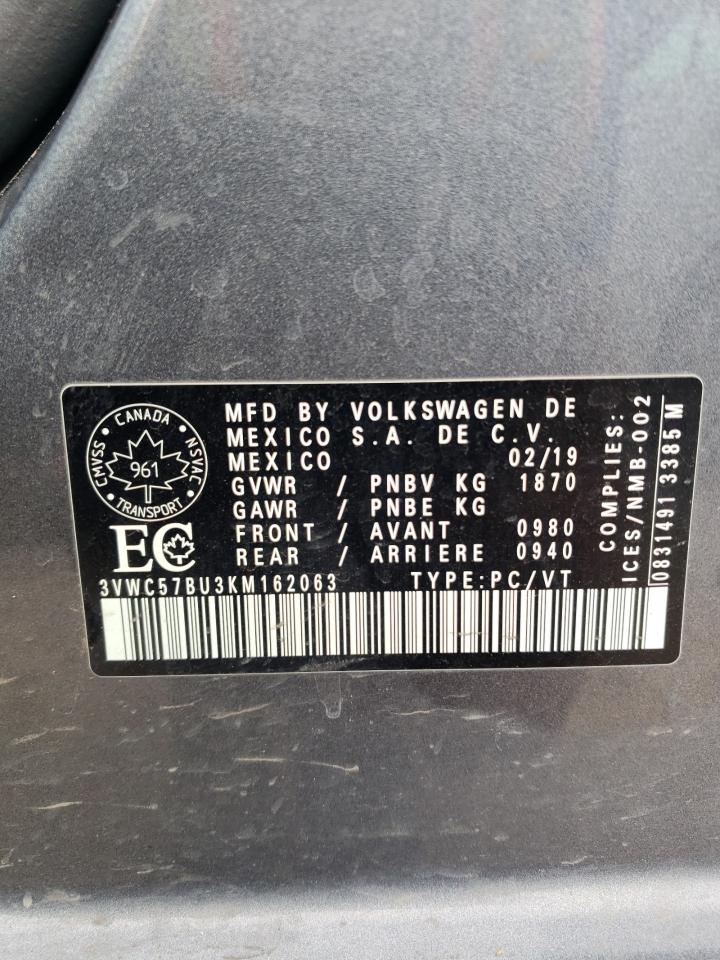 CANADA
CMVSS · NSVAC
961
TRANSPORT
EC
MFD BY VOLKSWAGEN DE
MEXICO S.A. DE C.V.
MEXICO 02/19
GVWR / PNBV KG 1870
GAWR / PNBE KG
FRONT / AVANT 0980
REAR / ARRIERE 0940
3VWC57BU3KM162063 TYPE:PC/VT
COMPLIES:
ICES/NMB-002
0831491 3385 M